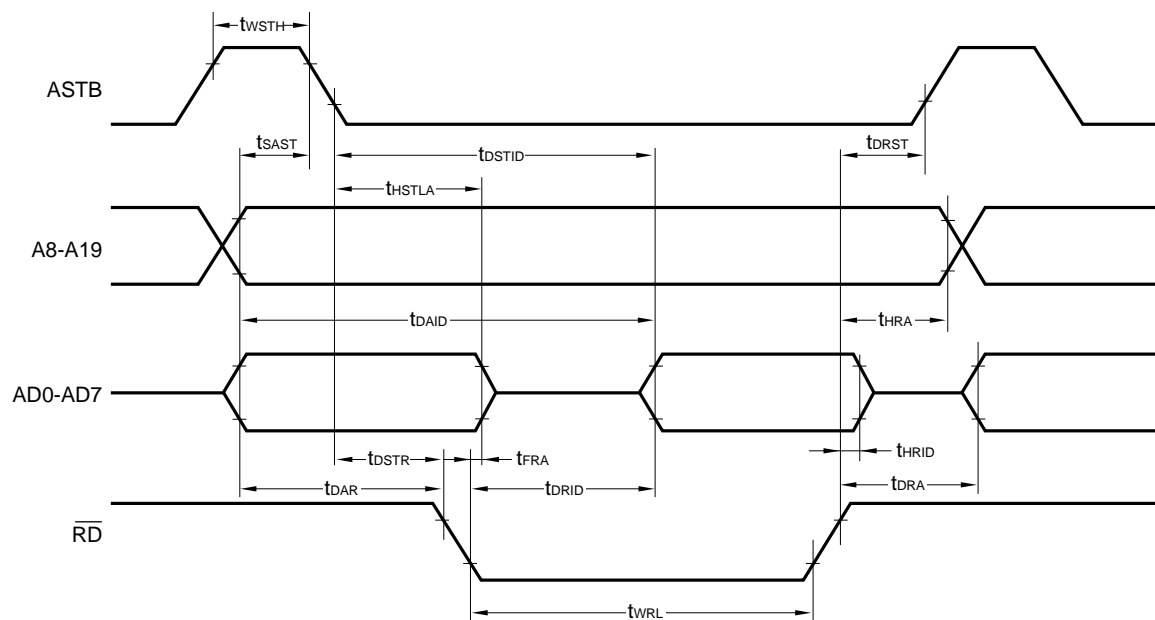 tWSTH
ASTB
tSAST
tDSTID
tDRST
tHSTLA
A8-A19
tDAID
tHRA
AD0-AD7
tDSTR
tFRA
tHRID
tDAR
tDRID
tDRA
R̅D̅
tWRL